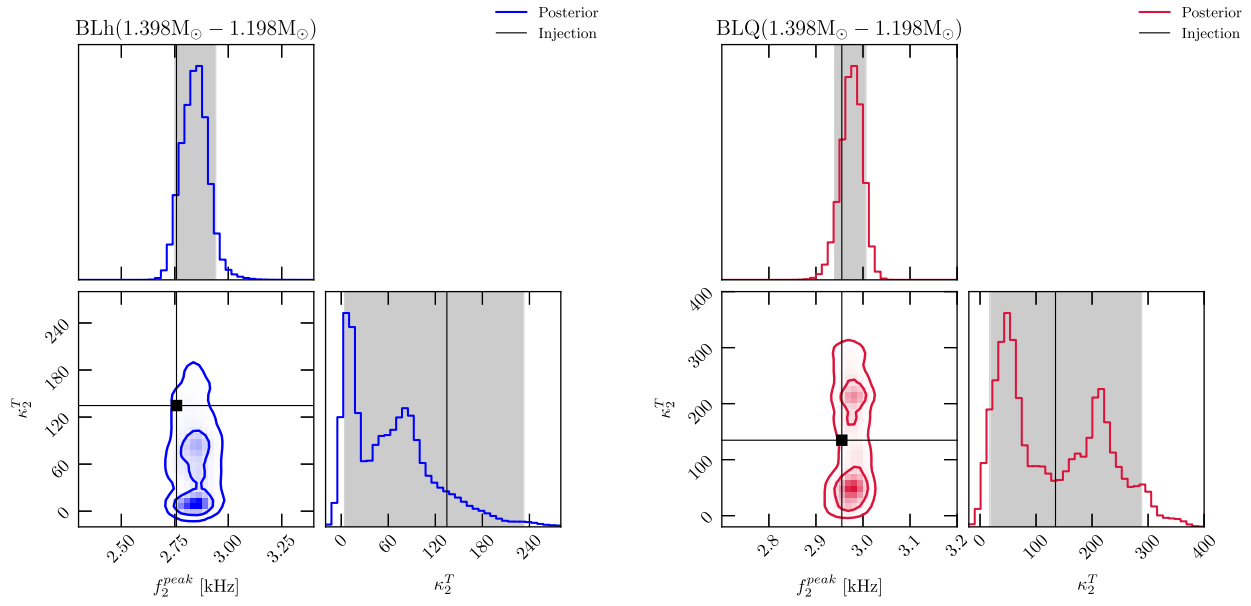 BLh(1.398M⊙ − 1.198M⊙)
Posterior
Injection
240
180
120
60
0
κ₂ᵀ
2.50
2.75
3.00
3.25
f₂ᵖᵉᵃᵏ [kHz]
0
60
120
180
240
κ₂ᵀ
BLQ(1.398M⊙ − 1.198M⊙)
Posterior
Injection
400
300
200
100
0
κ₂ᵀ
2.8
2.9
3.0
3.1
3.2
f₂ᵖᵉᵃᵏ [kHz]
0
100
200
300
400
κ₂ᵀ